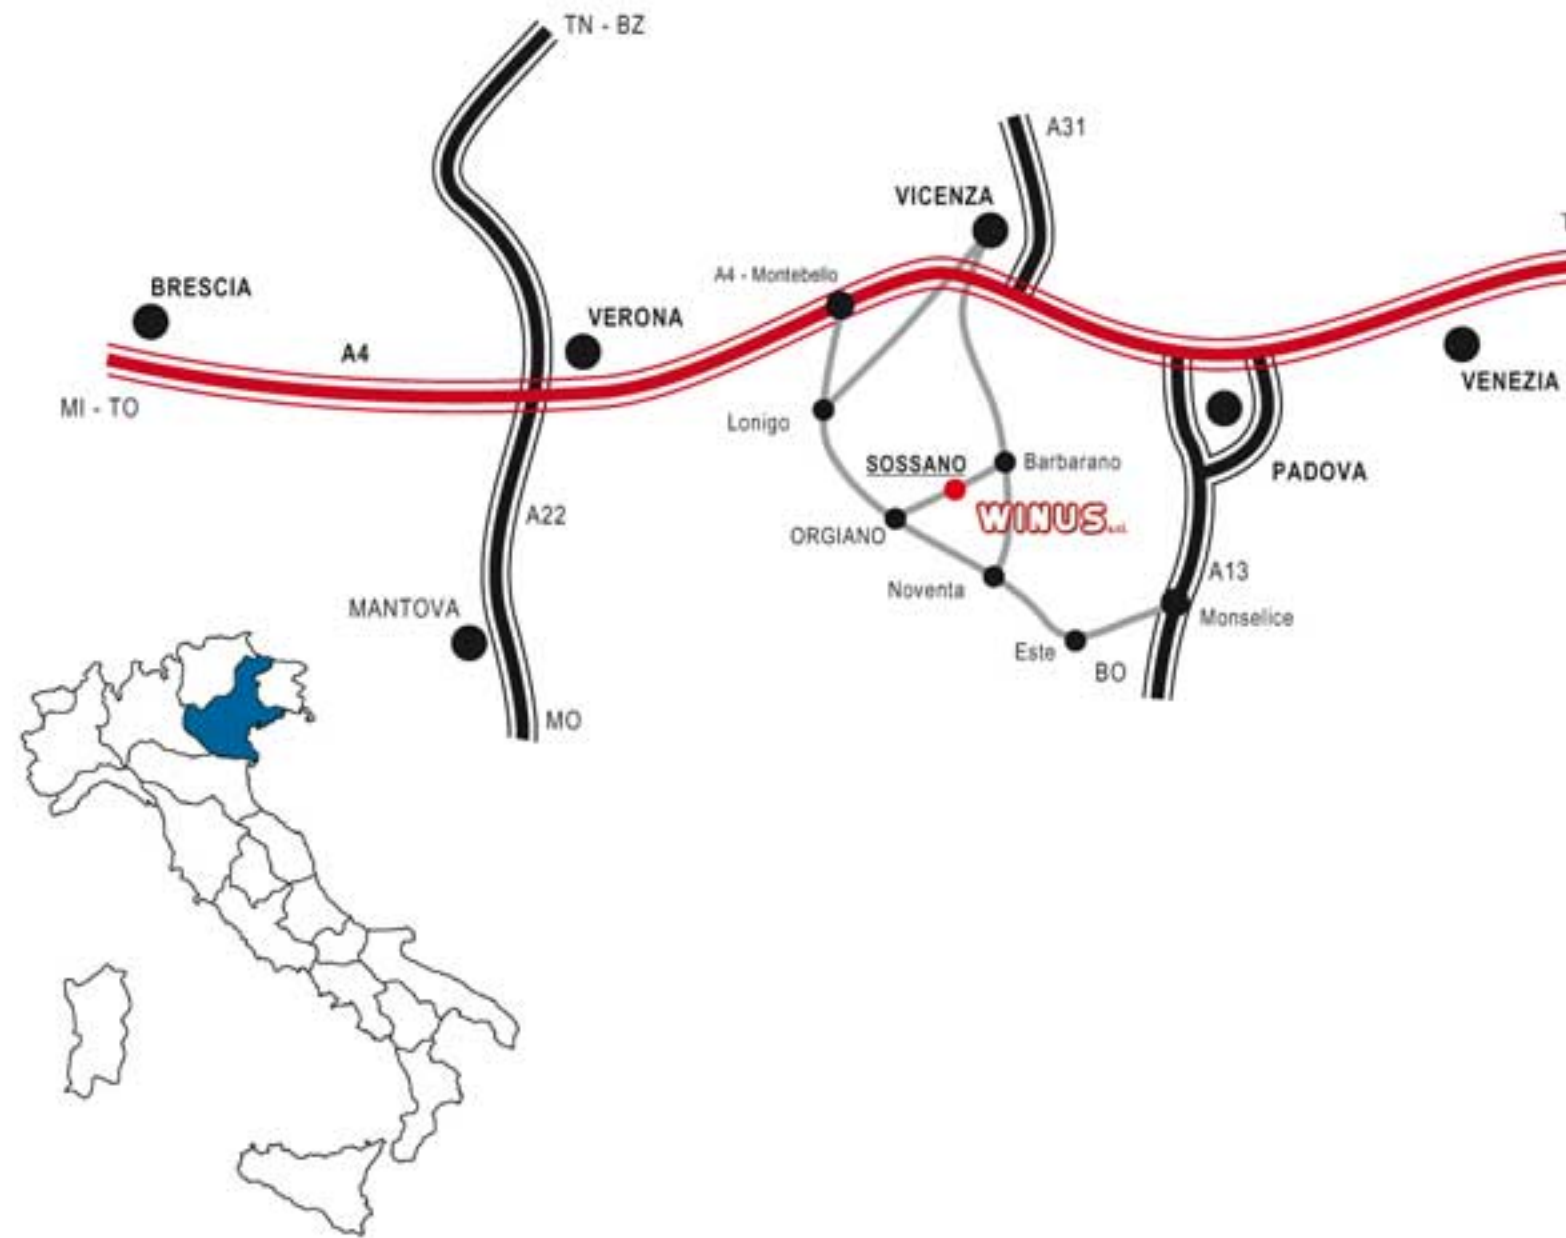 TN - BZ
A31
VICENZA
A4 - Montebello
BRESCIA
VERONA
A4
VENEZIA
MI - TO
Lonigo
SOSSANO
Barbarano
PADOVA
A22
WINUS
ORGIANO
A13
Noventa
MANTOVA
Monselice
Este
BO
MO